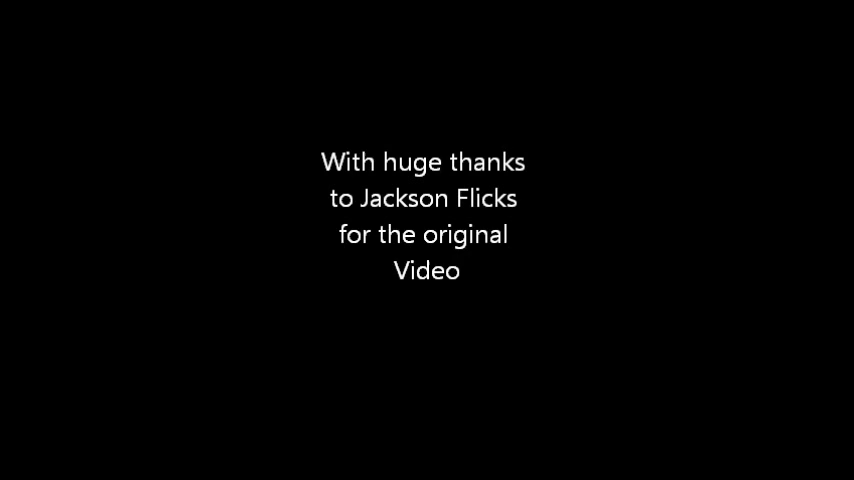 With huge thanks
to Jackson Flicks
for the original
Video